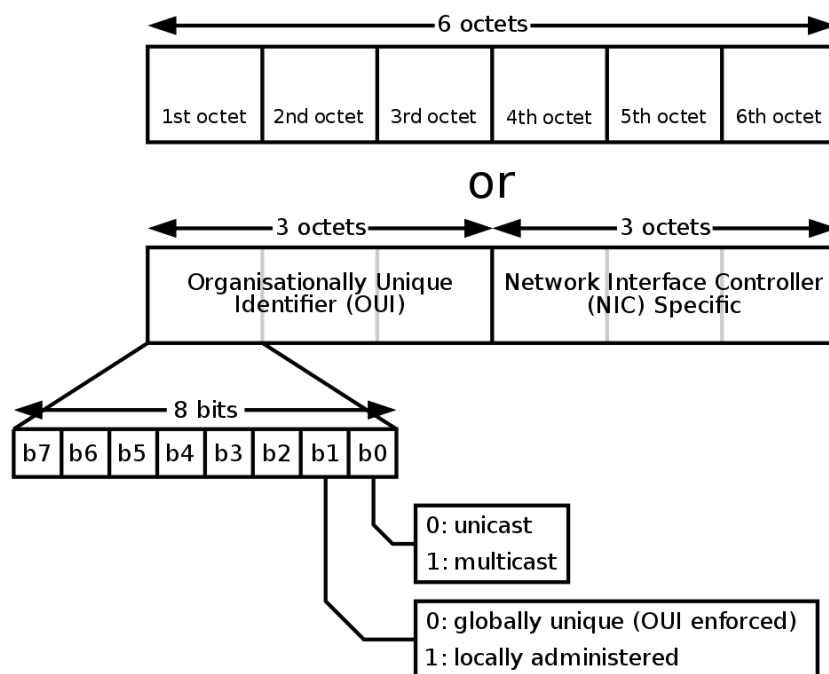 6 octets
1st octet 2nd octet 3rd octet 4th octet 5th octet 6th octet
or
3 octets 3 octets
Organisationally Unique
Identifier (OUI)
Network Interface Controller
(NIC) Specific
8 bits
b7 b6 b5 b4 b3 b2 b1 b0
0: unicast
1: multicast
0: globally unique (OUI enforced)
1: locally administered